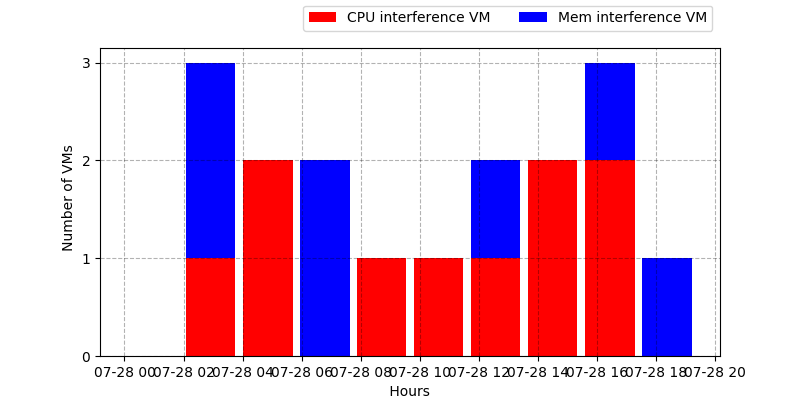 CPU interference VM Mem interference VM
3
2
1
0
Number of VMs
07-28 00 07-28 02 07-28 04 07-28 06 07-28 08 07-28 10 07-28 12 07-28 14 07-28 16 07-28 18 07-28 20
Hours